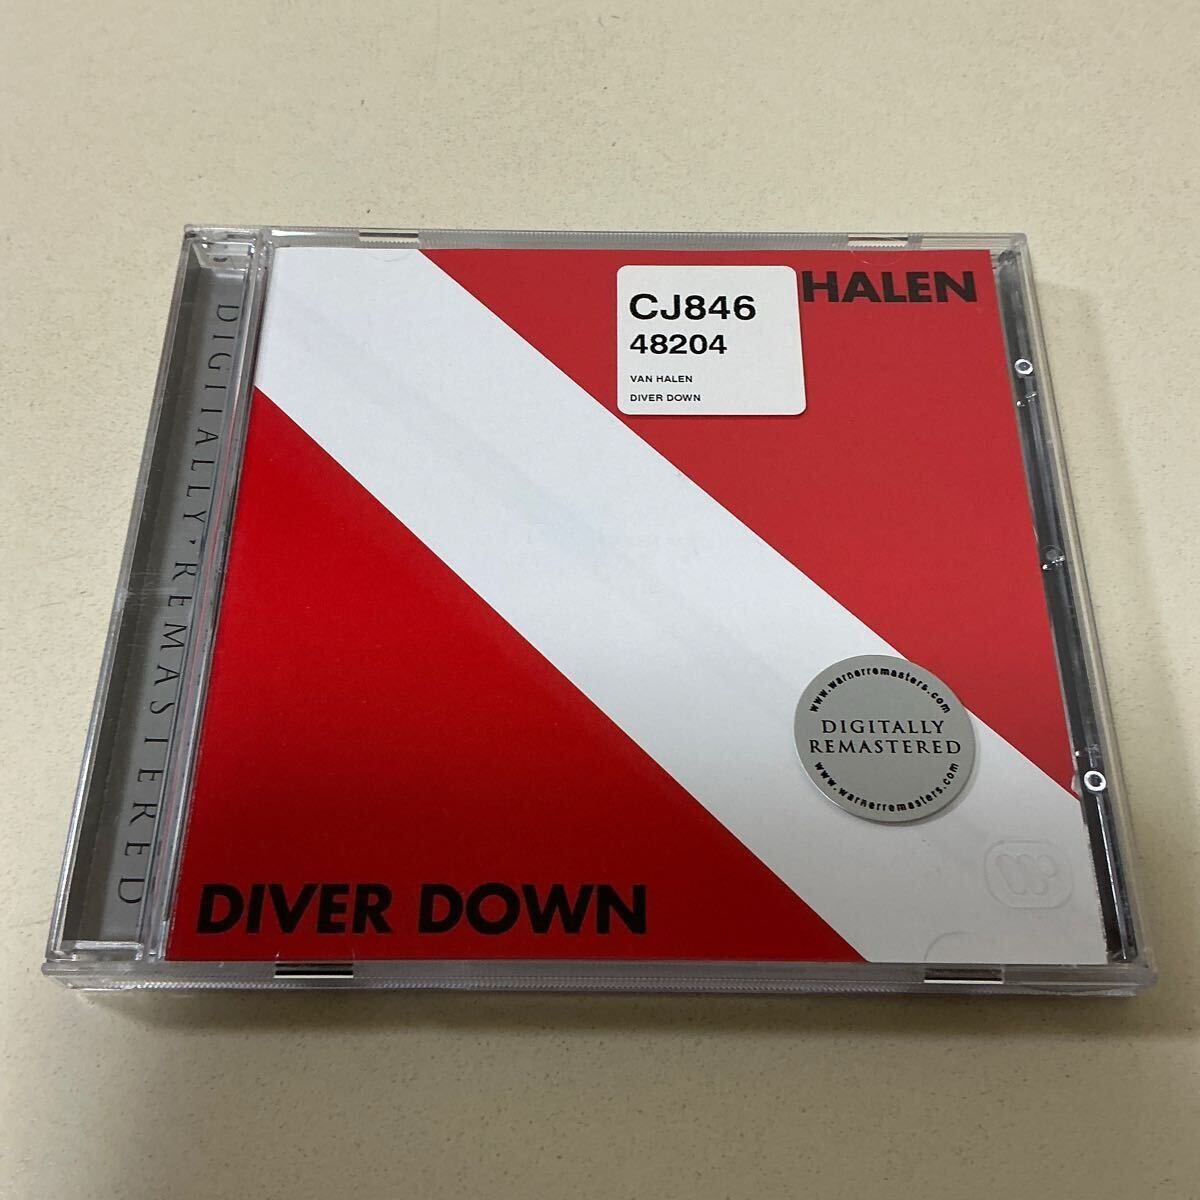 HALEN
CJ846
48204
VAN HALEN
DIVER DOWN
DIGITALLY · REMASTERED
www.warnerremasters.com
DIGITALLY
REMASTERED
www.warnerremasters.com
DIVER DOWN